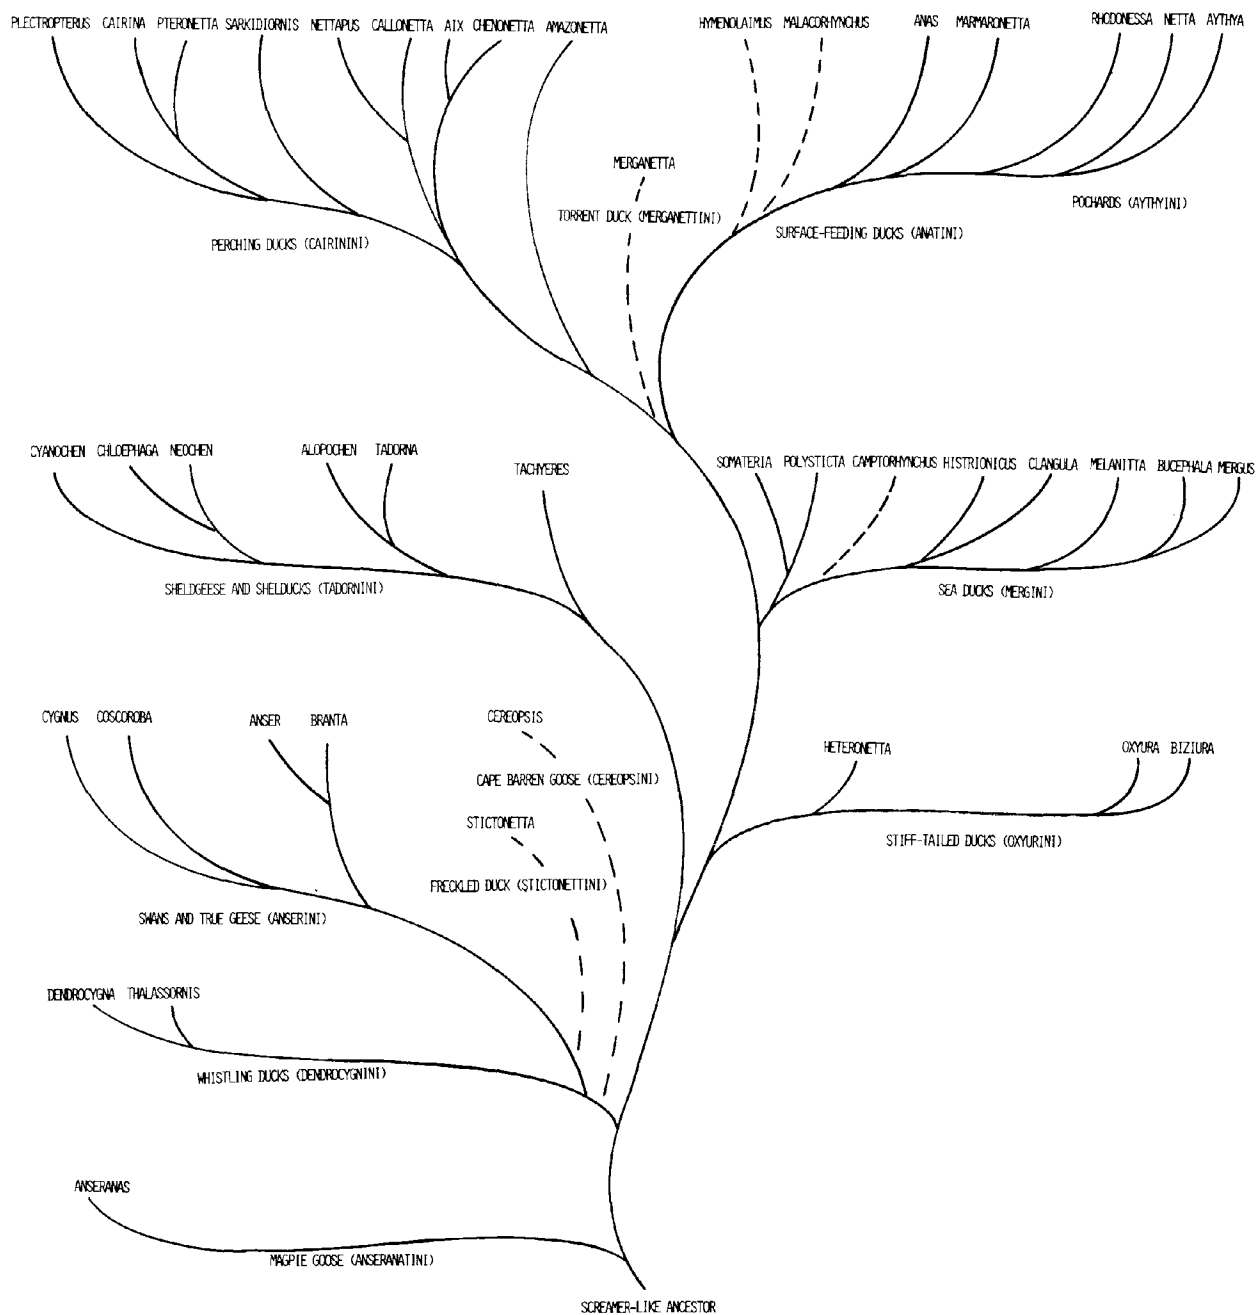 PLECTROPTERUS CAIRINA PTERONETTA SARKIDIORNIS NETTAPUS CALLONETTA AIX CHENONETTA AMAZONETTA HYMENOLAIMUS MALACORHYNCHUS ANAS MARMARONETTA RHODONESSA NETTA AYTHYA
MERGANETTA
TORRENT DUCK (MERGANETTINI)
POCHARDS (AYTHYINI)
PERCHING DUCKS (CAIRININI)
SURFACE-FEEDING DUCKS (ANATINI)
CYANOCHEN CHLOEPHAGA NEOCHEN ALOPOCHEN TADORNA
TACHYERES
SOMATERIA POLYSTICTA CAMPTORHYNCHUS HISTRIONICUS CLANGULA MELANITTA BUCEPHALA MERGUS
SHELDGEESE AND SHELDUCKS (TADORNINI)
SEA DUCKS (MERGINI)
CYGNUS COSCOROBA ANSER BRANTA CEREOPSIS
HETERONETTA OXYURA BIZIURA
CAPE BARREN GOOSE (CEREOPSINI)
STICTONETTA
STIFF-TAILED DUCKS (OXYURINI)
FRECKLED DUCK (STICTONETTINI)
SWANS AND TRUE GEESE (ANSERINI)
DENDROCYGNA THALASSORNIS
WHISTLING DUCKS (DENDROCYGNINI)
ANSERANAS
MAGPIE GOOSE (ANSERANATINI)
SCREAMER-LIKE ANCESTOR